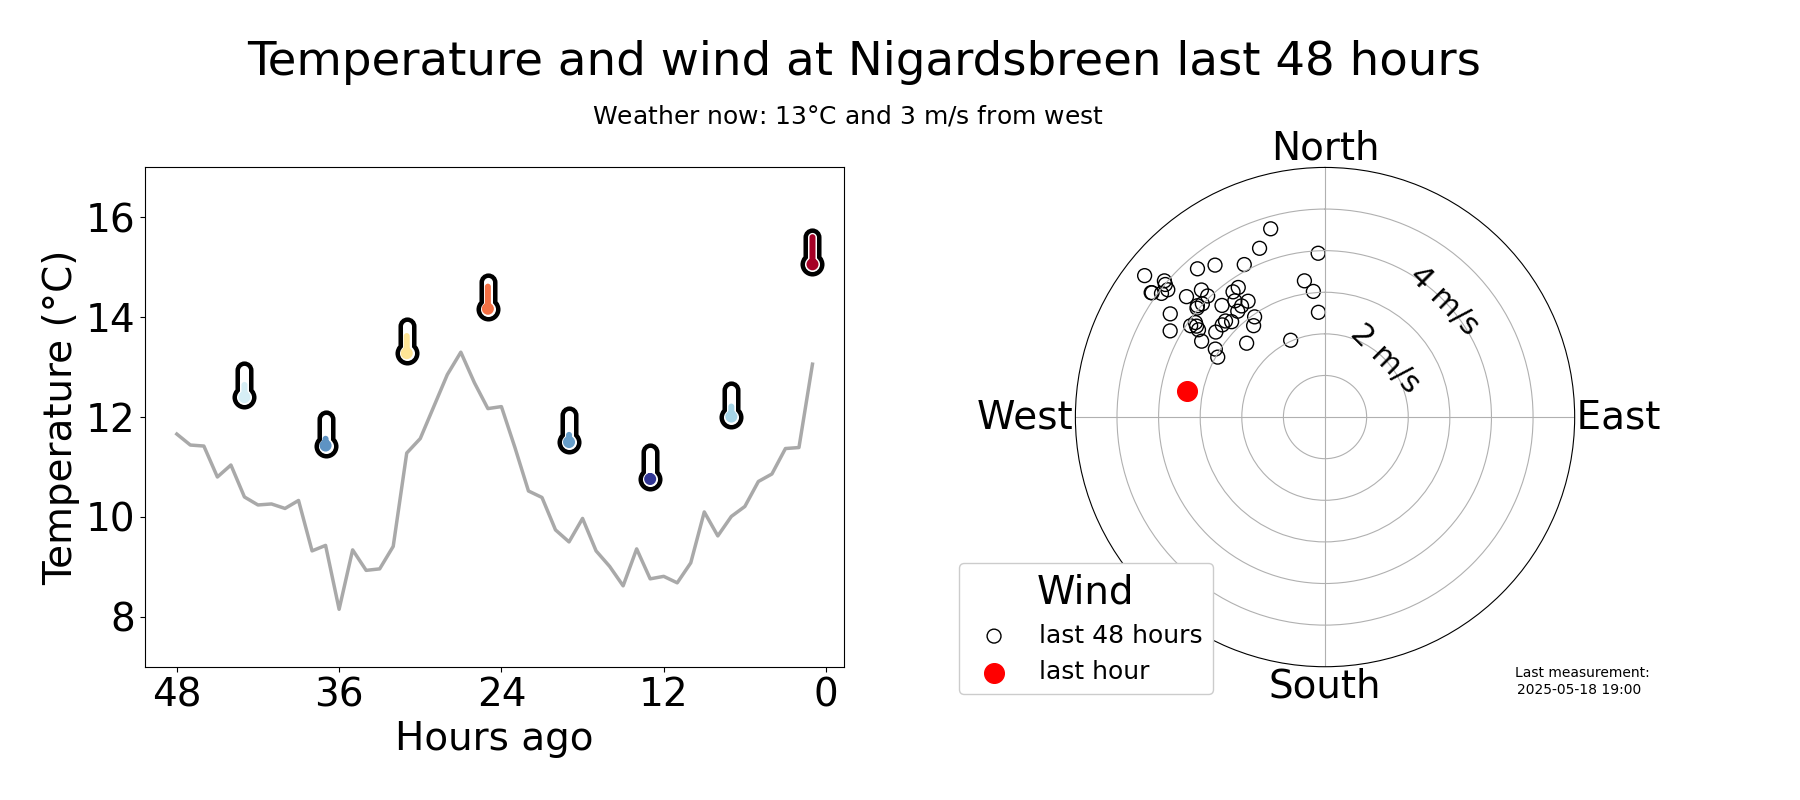 Temperature and wind at Nigardsbreen last 48 hours
Weather now: 13°C and 3 m/s from west
Temperature (°C)
16
14
12
10
8
48 36 24 12 0
Hours ago
North
4 m/s
2 m/s
West
East
South
Wind
last 48 hours
last hour
Last measurement:
2025-05-18 19:00